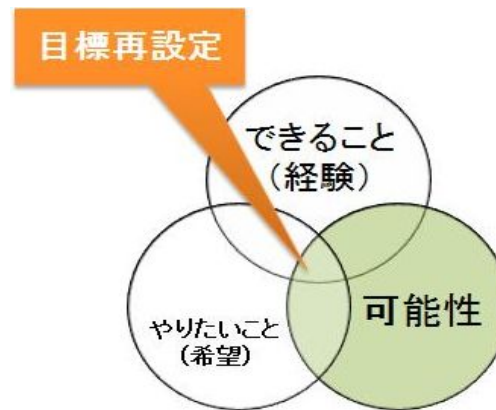 目標再設定
できること
（経験）
やりたいこと
（希望）
可能性